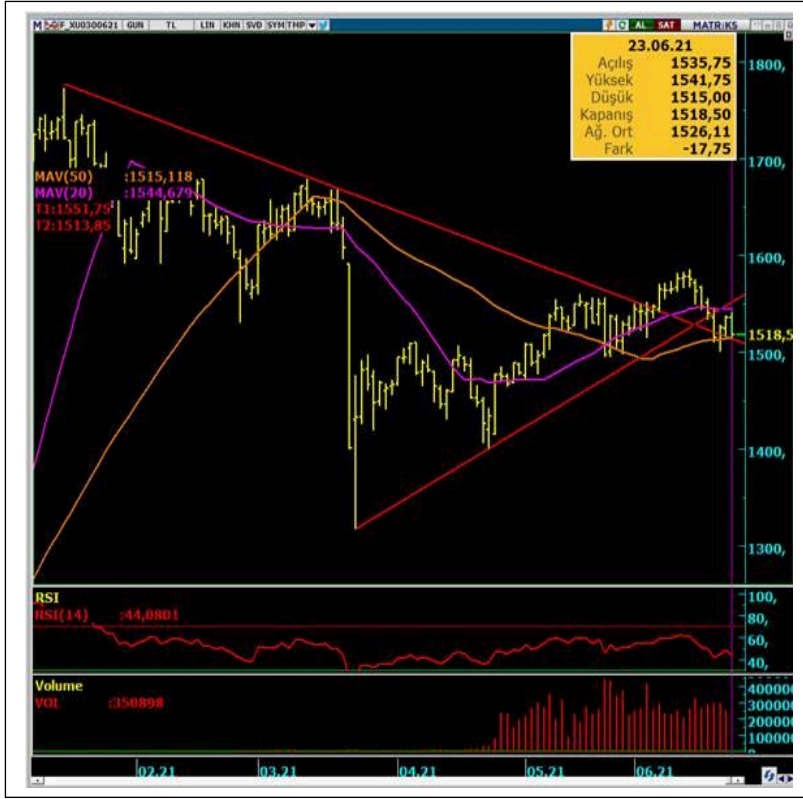 F_XU0300621 GUN TL LIN KHN SVD SYM TMP AL SAT MATRİKS
23.06.21
Açılış 1535,75
Yüksek 1541,75
Düşük 1515,00
Kapanış 1518,50
Ağ. Ort 1526,11
Fark -17,75
1800,
1700,
MAV(50) :1515,118
MAV(20) :1544,679
T1:1551,75
T2:1513,85
1600,
1518,5
1500,
1400,
1300,
RSI
RSI(14) :44,0801
100,
80,
60,
40,
Volume
VOL :350898
400000
300000
200000
100000
02.21 03.21 04.21 05.21 06.21